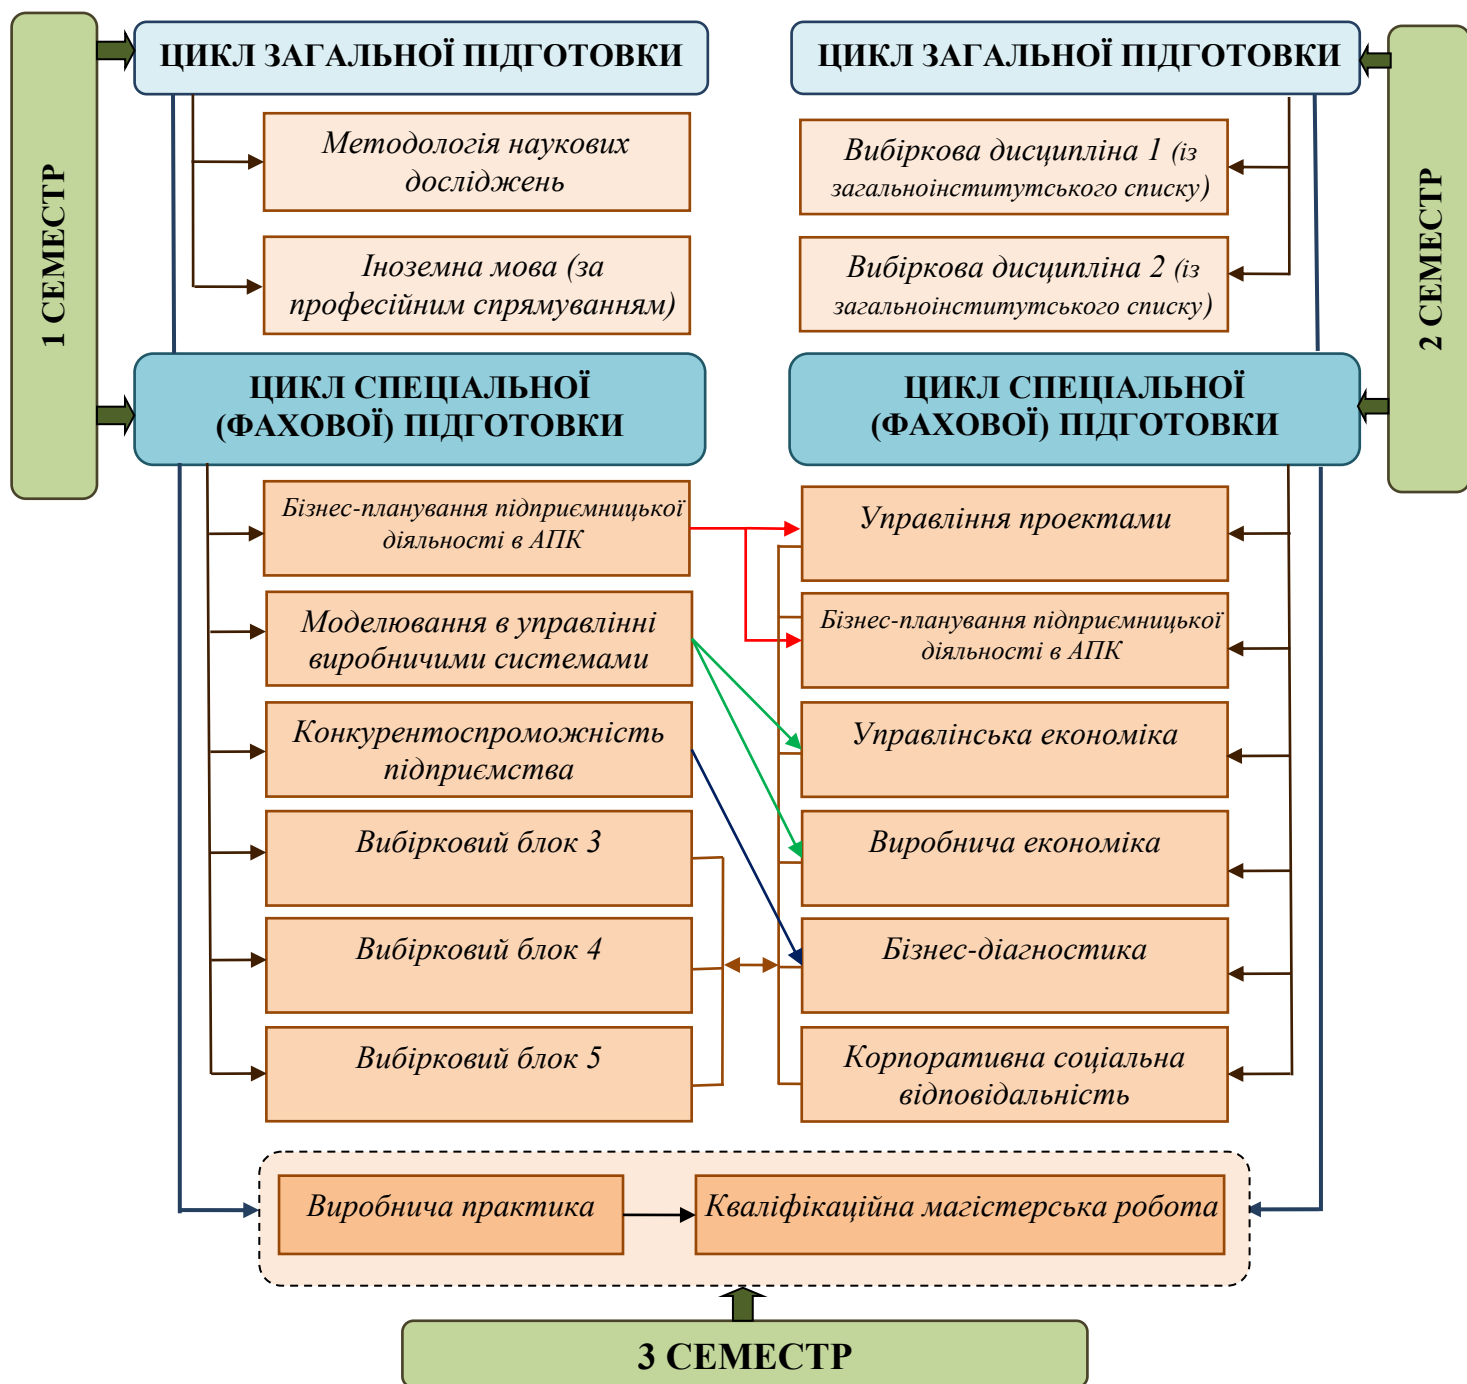 1 СЕМЕСТР
ЦИКЛ ЗАГАЛЬНОЇ ПІДГОТОВКИ
Методологія наукових
досліджень
Іноземна мова (за
професійним спрямуванням)
ЦИКЛ СПЕЦІАЛЬНОЇ
(ФАХОВОЇ) ПІДГОТОВКИ
Бізнес-планування підприємницької
діяльності в АПК
Моделювання в управлінні
виробничими системами
Конкурентоспроможність
підприємства
Вибірковий блок 3
Вибірковий блок 4
Вибірковий блок 5
2 СЕМЕСТР
ЦИКЛ ЗАГАЛЬНОЇ ПІДГОТОВКИ
Вибіркова дисципліна 1 (із
загальноінститутського списку)
Вибіркова дисципліна 2 (із
загальноінститутського списку)
ЦИКЛ СПЕЦІАЛЬНОЇ
(ФАХОВОЇ) ПІДГОТОВКИ
Управління проектами
Бізнес-планування підприємницької
діяльності в АПК
Управлінська економіка
Виробнича економіка
Бізнес-діагностика
Корпоративна соціальна
відповідальність
Виробнича практика
Кваліфікаційна магістерська робота
3 СЕМЕСТР